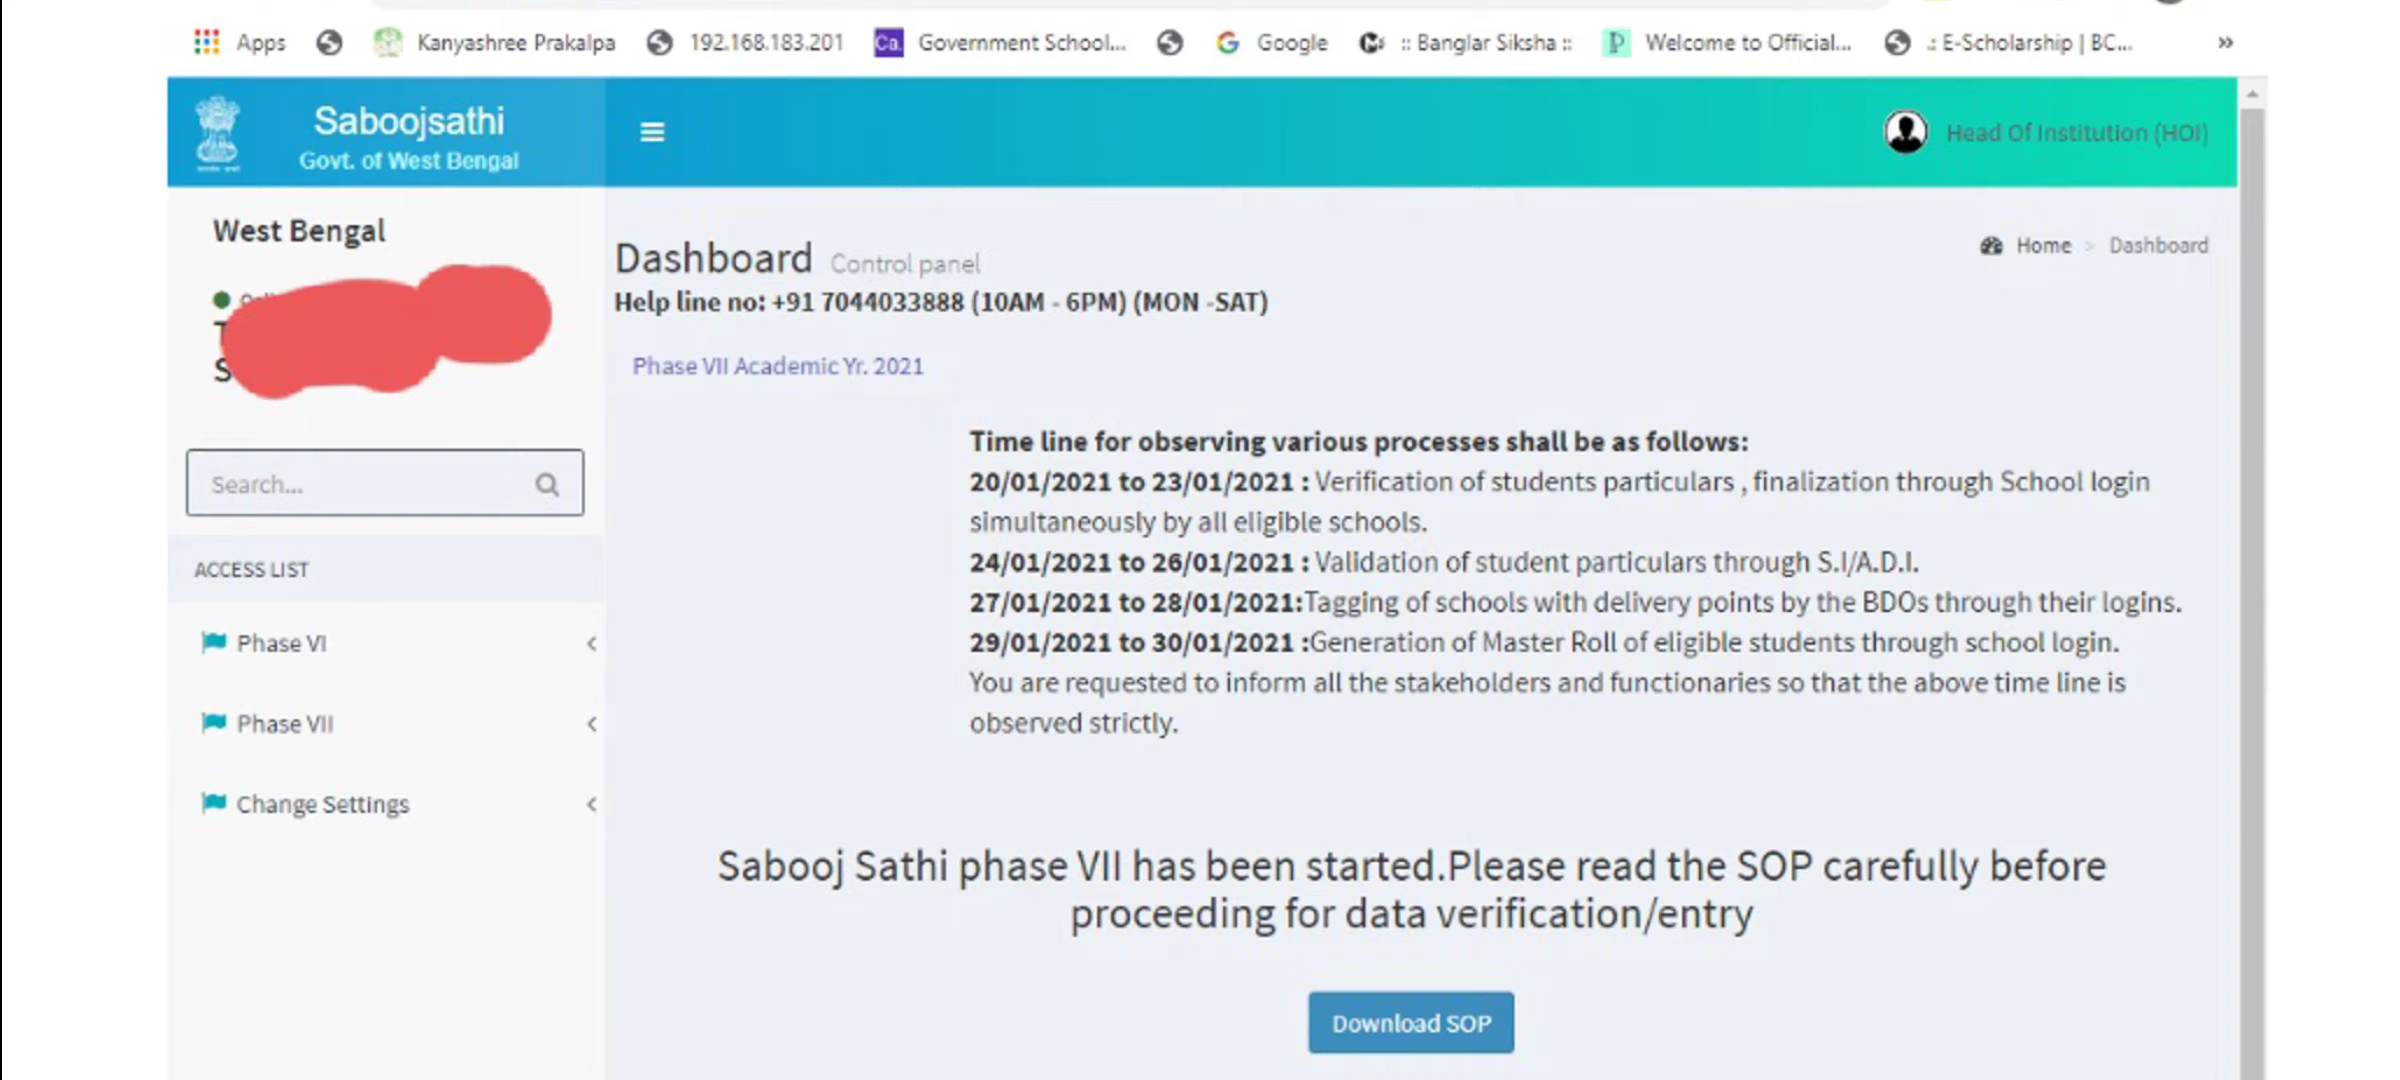 Apps Kanyashree Prakalpa 192.168.183.201 Ca. Government School... Google :: Banglar Siksha :: Welcome to Official... .: E-Scholarship | BC... »
Saboojsathi
Govt. of West Bengal
Head Of Institution (HOI)
West Bengal
Dashboard Control panel
Home > Dashboard
Help line no: +91 7044033888 (10AM - 6PM) (MON -SAT)
Phase VII Academic Yr. 2021
Time line for observing various processes shall be as follows:
20/01/2021 to 23/01/2021 : Verification of students particulars , finalization through School login
simultaneously by all eligible schools.
24/01/2021 to 26/01/2021 : Validation of student particulars through S.I/A.D.I.
27/01/2021 to 28/01/2021:Tagging of schools with delivery points by the BDOs through their logins.
29/01/2021 to 30/01/2021 :Generation of Master Roll of eligible students through school login.
You are requested to inform all the stakeholders and functionaries so that the above time line is
observed strictly.
Search...
ACCESS LIST
Phase VI
Phase VII
Change Settings
Sabooj Sathi phase VII has been started.Please read the SOP carefully before
proceeding for data verification/entry
Download SOP